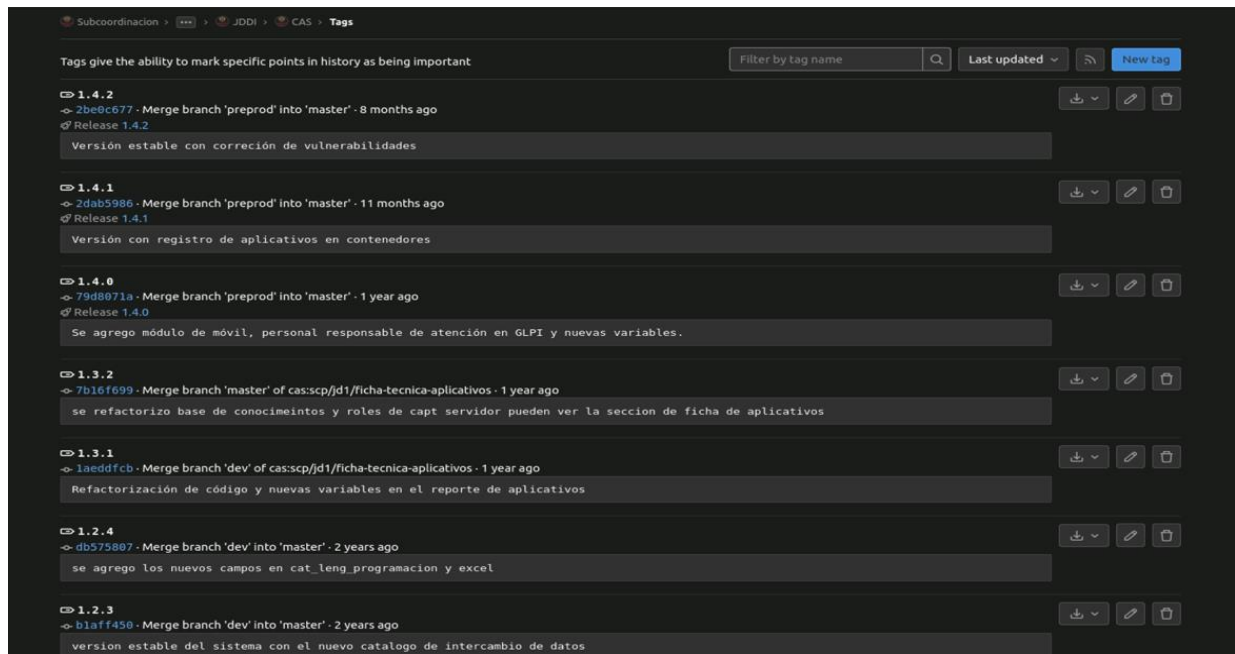 Subcoordinacion › ••• › JDDI › CAS › Tags
Tags give the ability to mark specific points in history as being important
Filter by tag name
Last updated
New tag
1.4.2
2be0c677 · Merge branch 'preprod' into 'master' · 8 months ago
Release 1.4.2
Versión estable con correción de vulnerabilidades
1.4.1
2dab5986 · Merge branch 'preprod' into 'master' · 11 months ago
Release 1.4.1
Versión con registro de aplicativos en contenedores
1.4.0
79d8071a · Merge branch 'preprod' into 'master' · 1 year ago
Release 1.4.0
Se agrego módulo de móvil, personal responsable de atención en GLPI y nuevas variables.
1.3.2
7b16f699 · Merge branch 'master' of cas:scp/jd1/ficha-tecnica-aplicativos · 1 year ago
se refactorizo base de conocimeintos y roles de capt servidor pueden ver la seccion de ficha de aplicativos
1.3.1
1aeddfcb · Merge branch 'dev' of cas:scp/jd1/ficha-tecnica-aplicativos · 1 year ago
Refactorización de código y nuevas variables en el reporte de aplicativos
1.2.4
db575807 · Merge branch 'dev' into 'master' · 2 years ago
se agrego los nuevos campos en cat_leng_programacion y excel
1.2.3
b1aff450 · Merge branch 'dev' into 'master' · 2 years ago
version estable del sistema con el nuevo catalogo de intercambio de datos